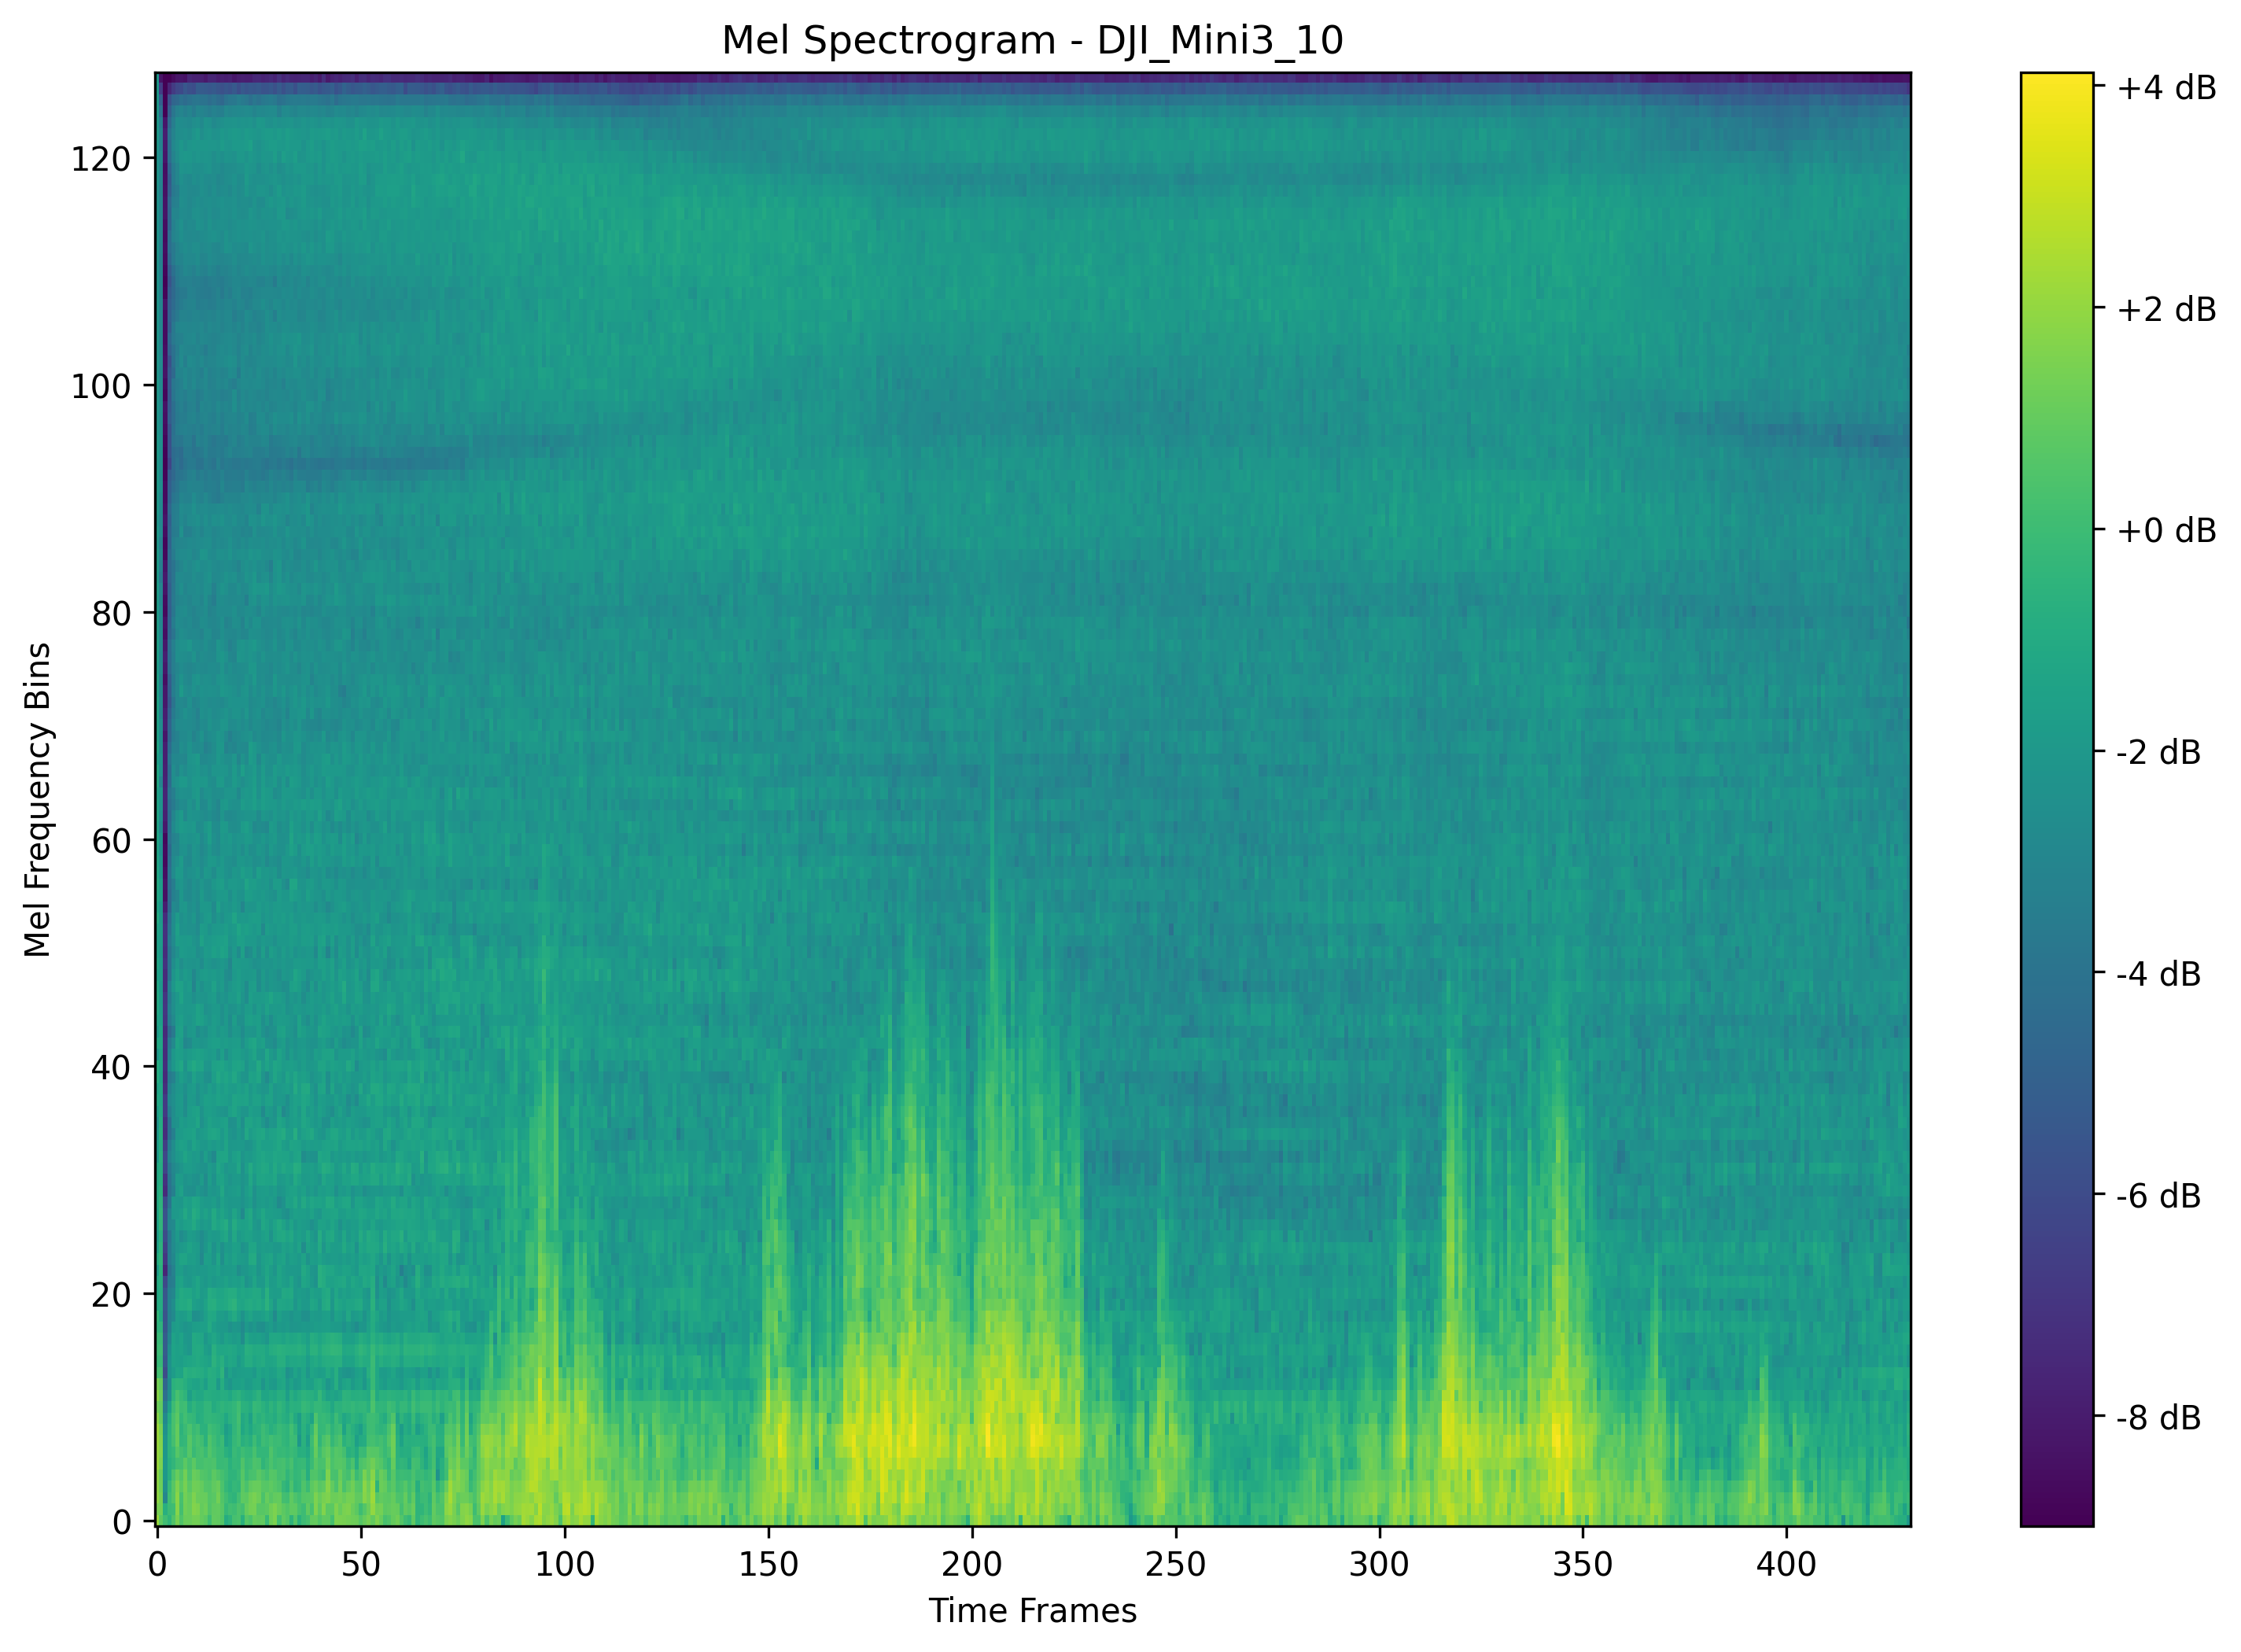 Mel Spectrogram - DJI_Mini3_10
Mel Frequency Bins
120
100
80
60
40
20
0
0 50 100 150 200 250 300 350 400
Time Frames
+4 dB
+2 dB
+0 dB
-2 dB
-4 dB
-6 dB
-8 dB